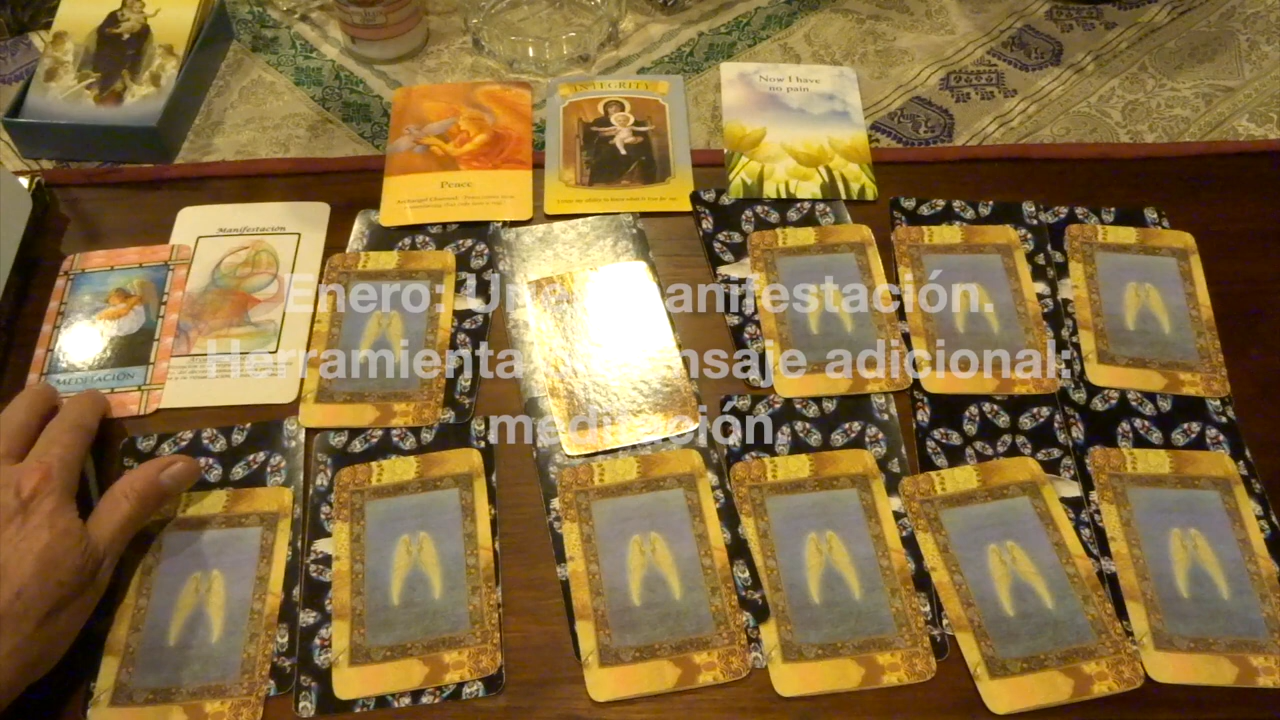 INTEGRITY
Now I have
no pain
Peace
Manifestación
MEDITACIÓN
Enero: Una manifestación.
Herramienta o mensaje adicional:
meditación.